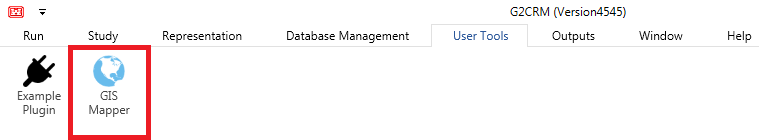 G2CRM (Version4545)
Run Study Representation Database Management User Tools Outputs Window Help
Example Plugin
GIS Mapper